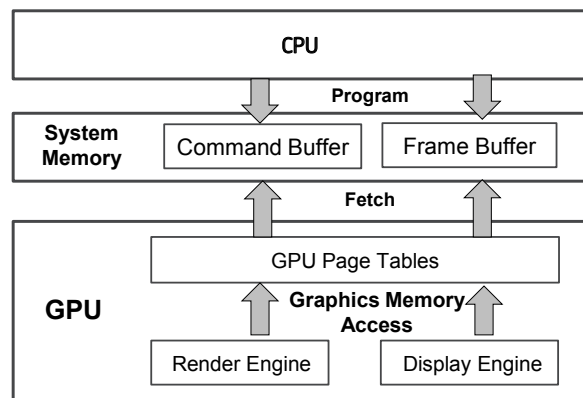 CPU
Program
System
Memory
Command Buffer
Frame Buffer
Fetch
GPU
GPU Page Tables
Graphics Memory
Access
Render Engine
Display Engine